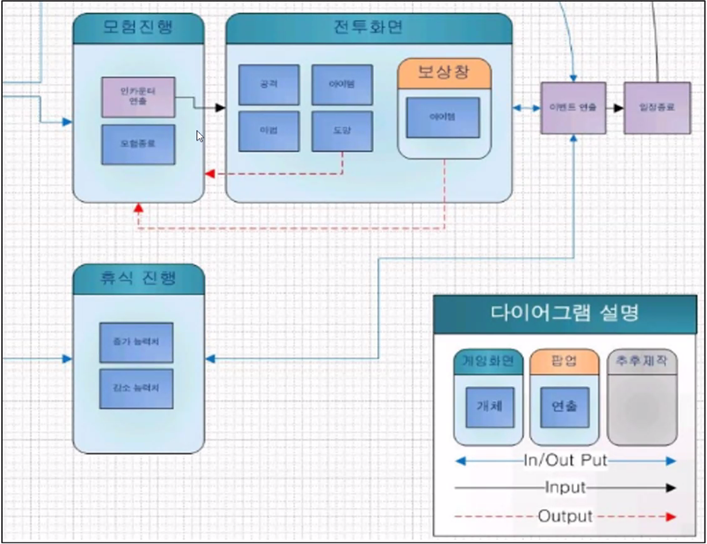 모험진행
인카운터
연출
모험종료
전투화면
공격
아이템
마법
도망
보상창
아이템
이벤트 연출
일상종료
휴식 진행
증가 능력치
감소 능력치
다이어그램 설명
게임화면
팝업
추후제작
개체
연출
In/Out Put
Input
Output